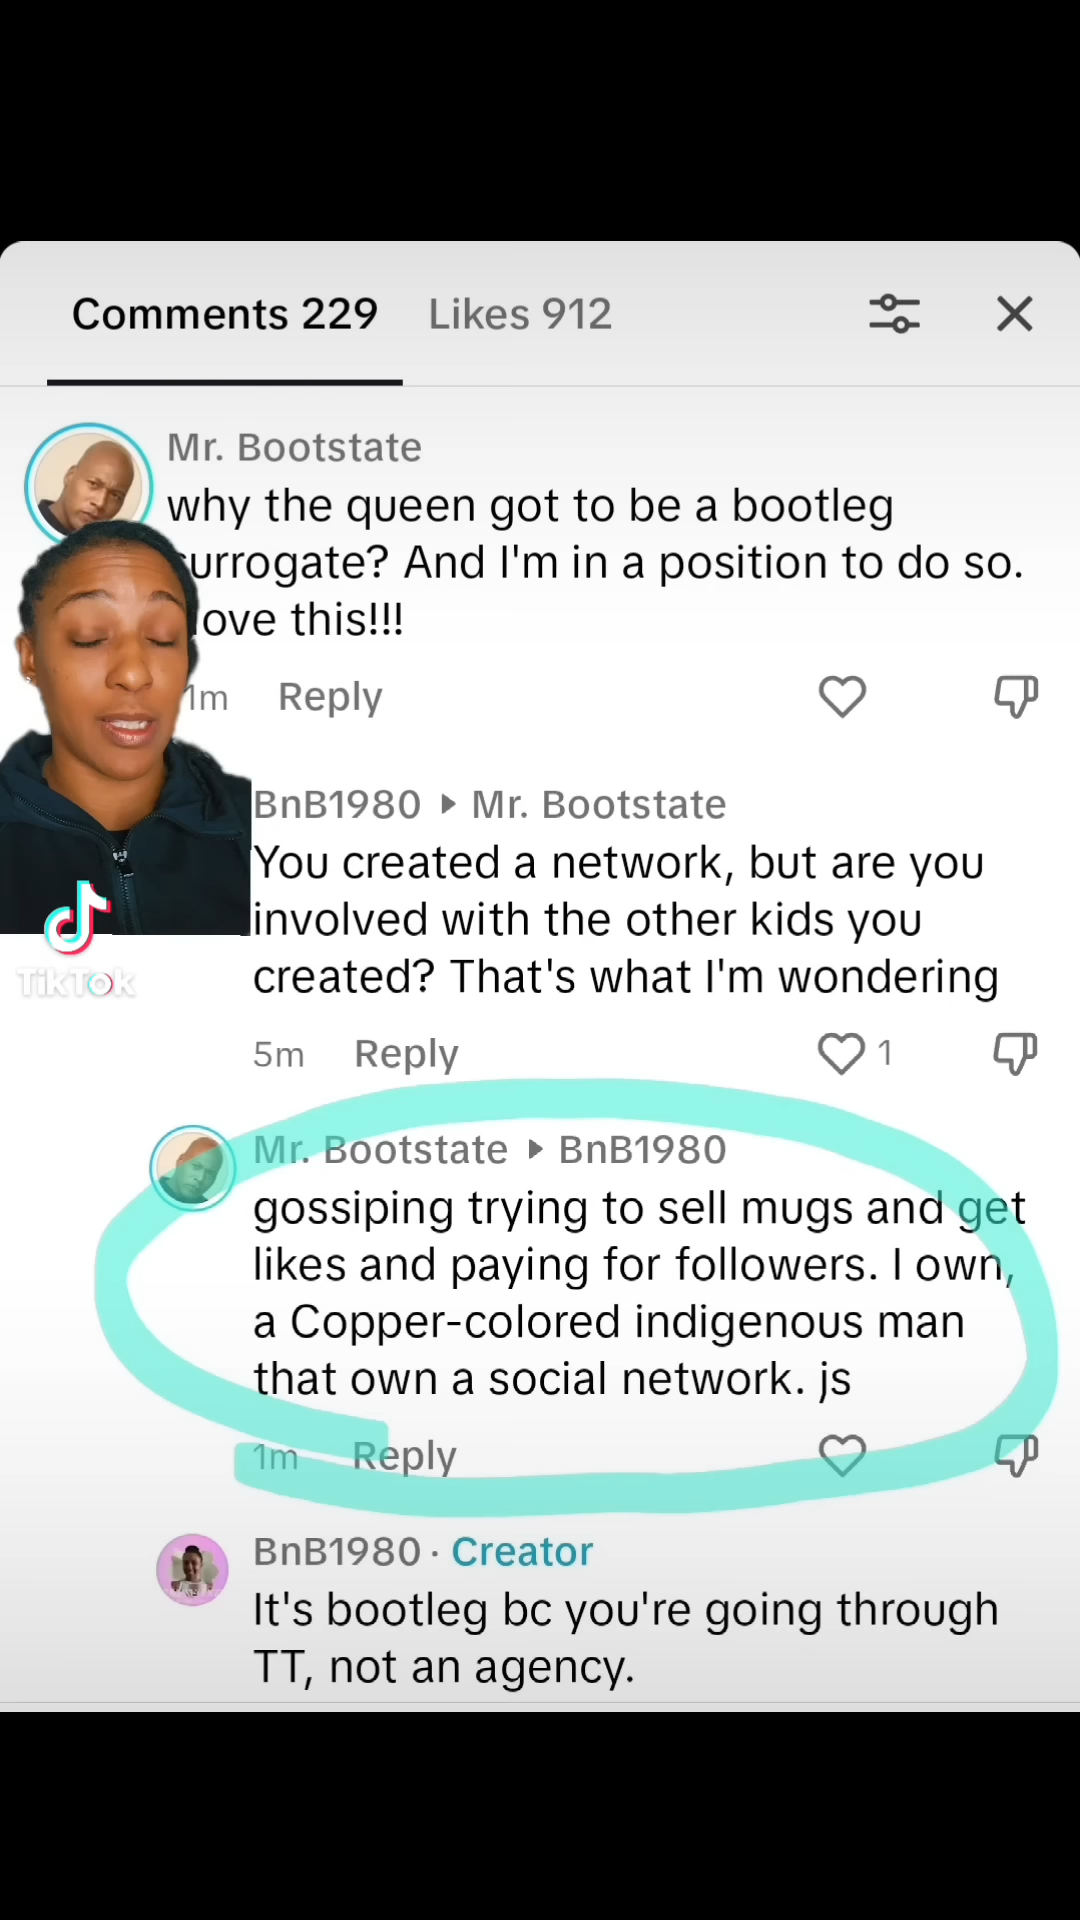 Comments 229 Likes 912
Mr. Bootstate
why the queen got to be a bootleg
urrogate? And I'm in a position to do so.
ove this!!!
1m Reply
BnB1980 ▸ Mr. Bootstate
You created a network, but are you
involved with the other kids you
created? That's what I'm wondering
5m Reply 1
TikTok
Mr. Bootstate ▸ BnB1980
gossiping trying to sell mugs and get
likes and paying for followers. I own,
a Copper-colored indigenous man
that own a social network. js
1m Reply
BnB1980 · Creator
It's bootleg bc you're going through
TT, not an agency.